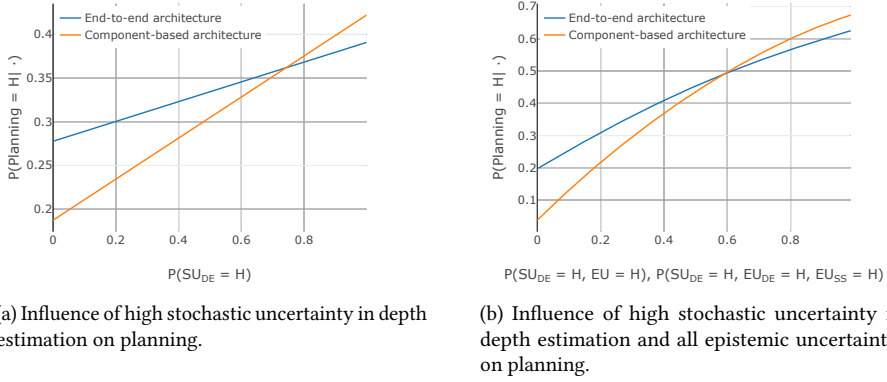 End-to-end architecture
Component-based architecture
0.4
0.35
0.3
0.25
0.2
P(Planning = H| ·)
0 0.2 0.4 0.6 0.8
P(SU_DE = H)
(a) Influence of high stochastic uncertainty in depth
estimation on planning.
0.7
End-to-end architecture
Component-based architecture
0.6
0.5
0.4
0.3
0.2
0.1
P(Planning = H| ·)
0 0.2 0.4 0.6 0.8
P(SU_DE = H, EU = H), P(SU_DE = H, EU_DE = H, EU_SS = H)
(b) Influence of high stochastic uncertainty
depth estimation and all epistemic
on planning.